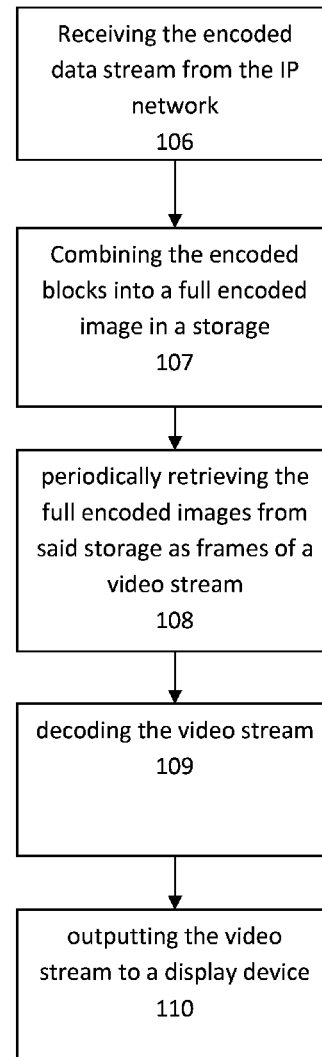 Receiving the encoded
data stream from the IP
network
106
Combining the encoded
blocks into a full encoded
image in a storage
107
periodically retrieving the
full encoded images from
said storage as frames of a
video stream
108
decoding the video stream
109
outputting the video
stream to a display device
110